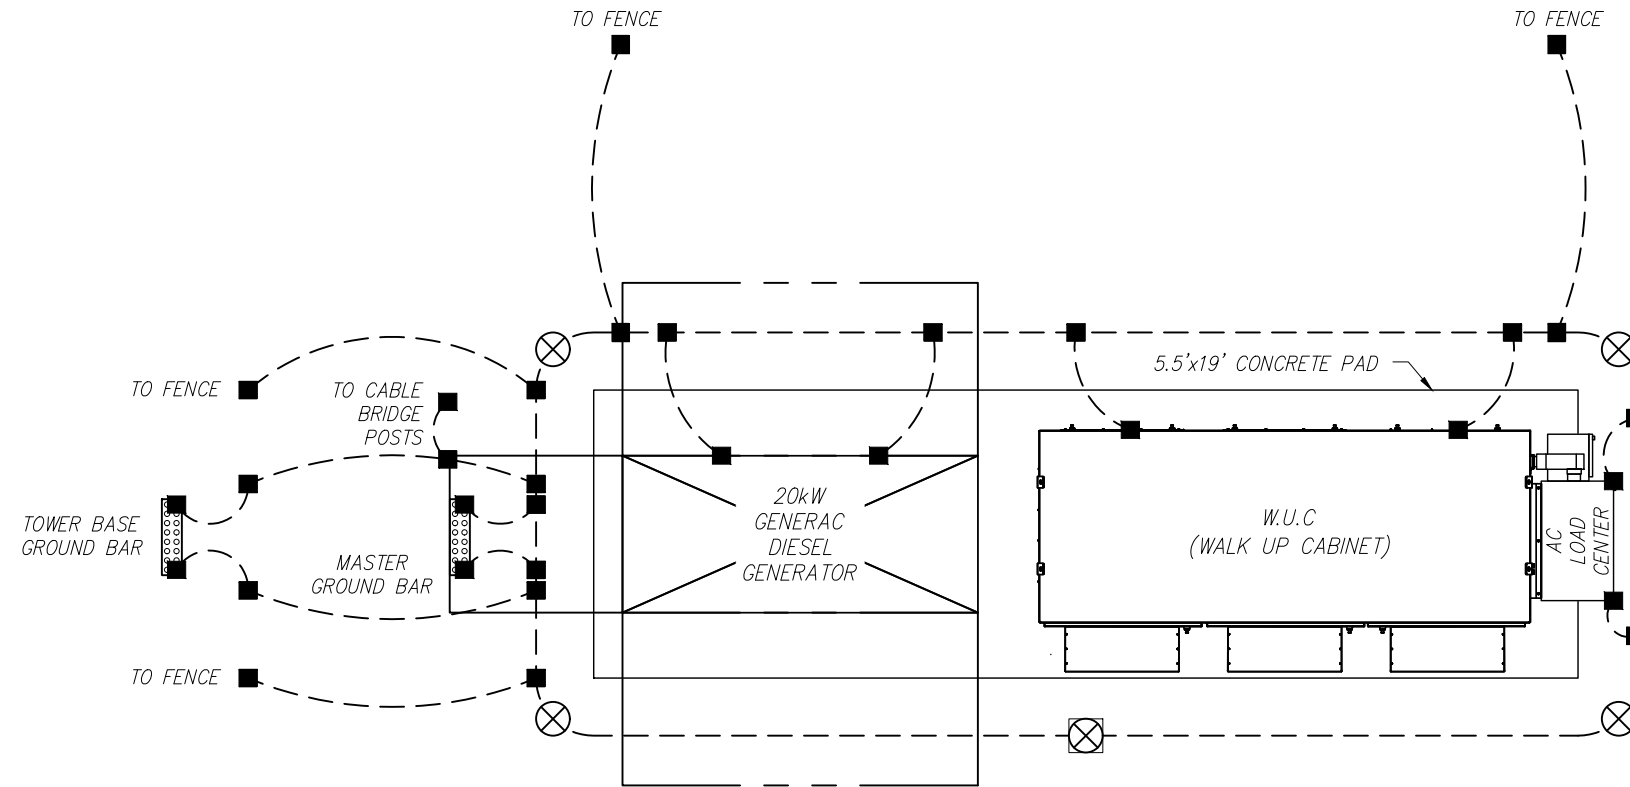 TO FENCE
TO FENCE
5.5'x19' CONCRETE PAD
TO FENCE
TO CABLE
BRIDGE
POSTS
20kW
GENERAC
DIESEL
GENERATOR
W.U.C
(WALK UP CABINET)
AC
LOAD
CENTER
TOWER BASE
GROUND BAR
MASTER
GROUND BAR
TO FENCE